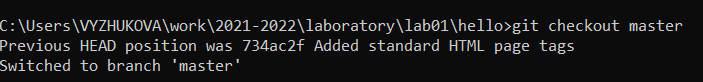 C:\Users\VYZHUKOVA\work\2021-2022\laboratory\lab01\hello>git checkout master
Previous HEAD position was 734ac2f Added standard HTML page tags
Switched to branch 'master'